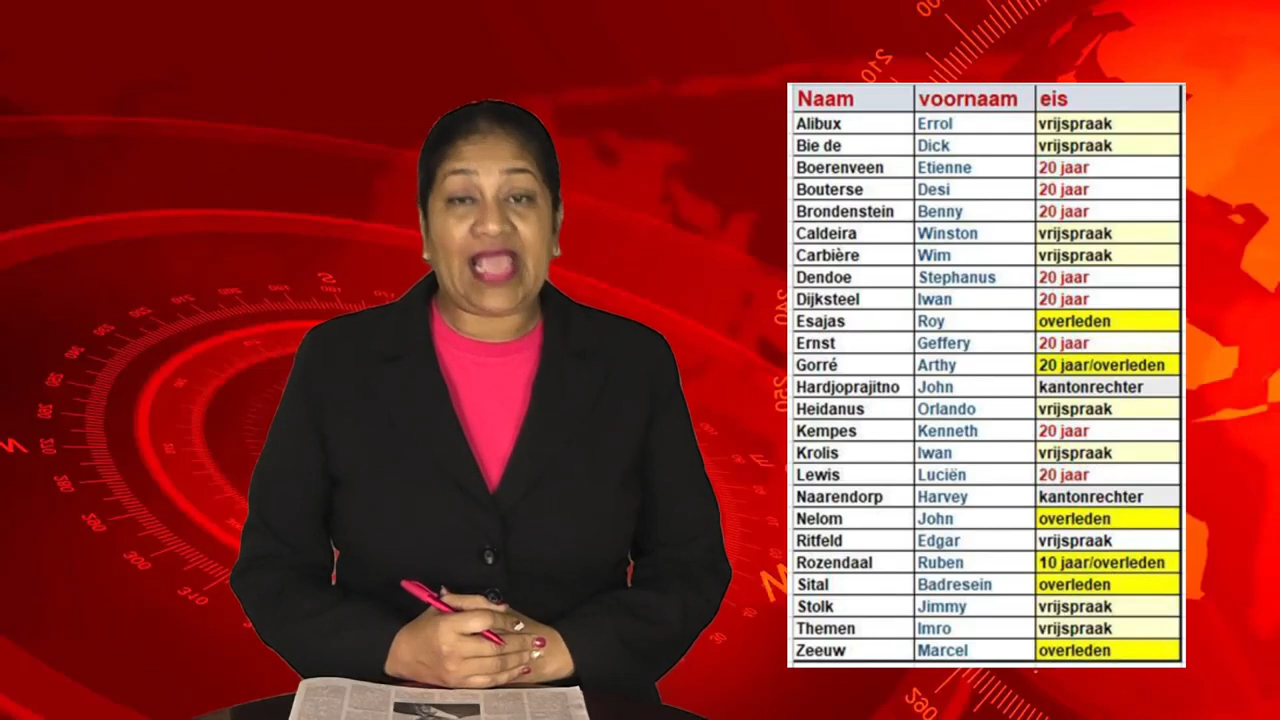 Naam voornaam eis
Alibux Errol vrijspraak
Bie de Dick vrijspraak
Boerenveen Etienne 20 jaar
Bouterse Desi 20 jaar
Brondenstein Benny 20 jaar
Caldeira Winston vrijspraak
Carbière Wim vrijspraak
Dendoe Stephanus 20 jaar
Dijksteel Iwan 20 jaar
Esajas Roy overleden
Ernst Geffery 20 jaar
Gorré Arthy 20 jaar/overleden
Hardjoprajitno John kantonrechter
Heidanus Orlando vrijspraak
Kempes Kenneth 20 jaar
Krolis Iwan vrijspraak
Lewis Luciën 20 jaar
Naarendorp Harvey kantonrechter
Nelom John overleden
Ritfeld Edgar vrijspraak
Rozendaal Ruben 10 jaar/overleden
Sital Badresein overleden
Stolk Jimmy vrijspraak
Themen Imro vrijspraak
Zeeuw Marcel overleden